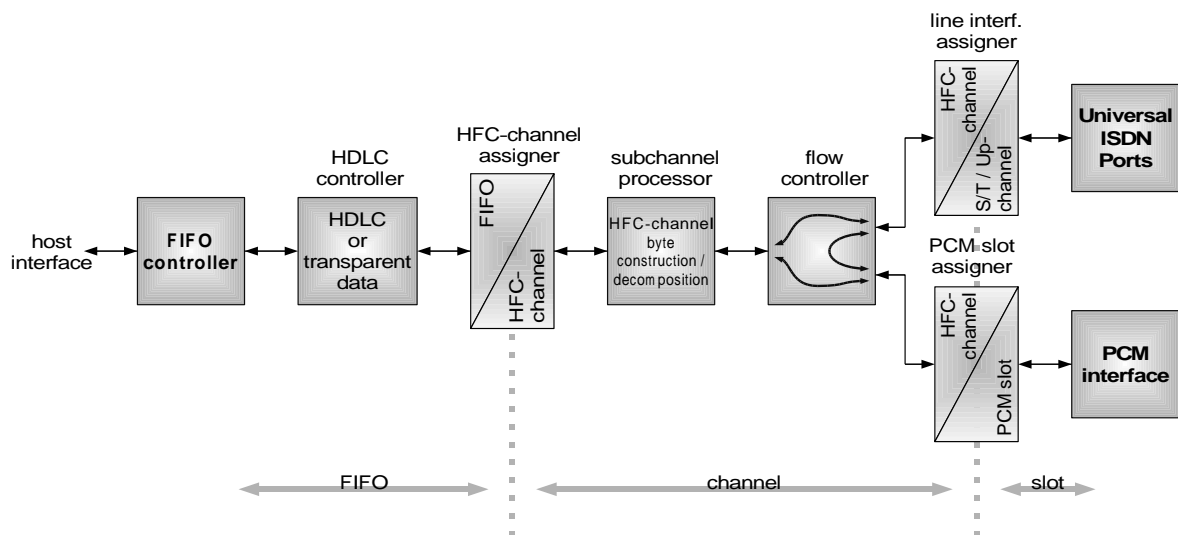 line interf.
assigner
HFC-
channel
S/T / Up-
channel
Universal
ISDN
Ports
HFC-channel
assigner
subchannel
processor
flow
controller
HDLC
controller
FIFO
HFC-
channel
host
interface
FIFO
controller
HDLC
or
transparent
data
HFC-channel
byte
construction /
decomposition
PCM slot
assigner
HFC-
channel
PCM slot
PCM
interface
FIFO
channel
slot